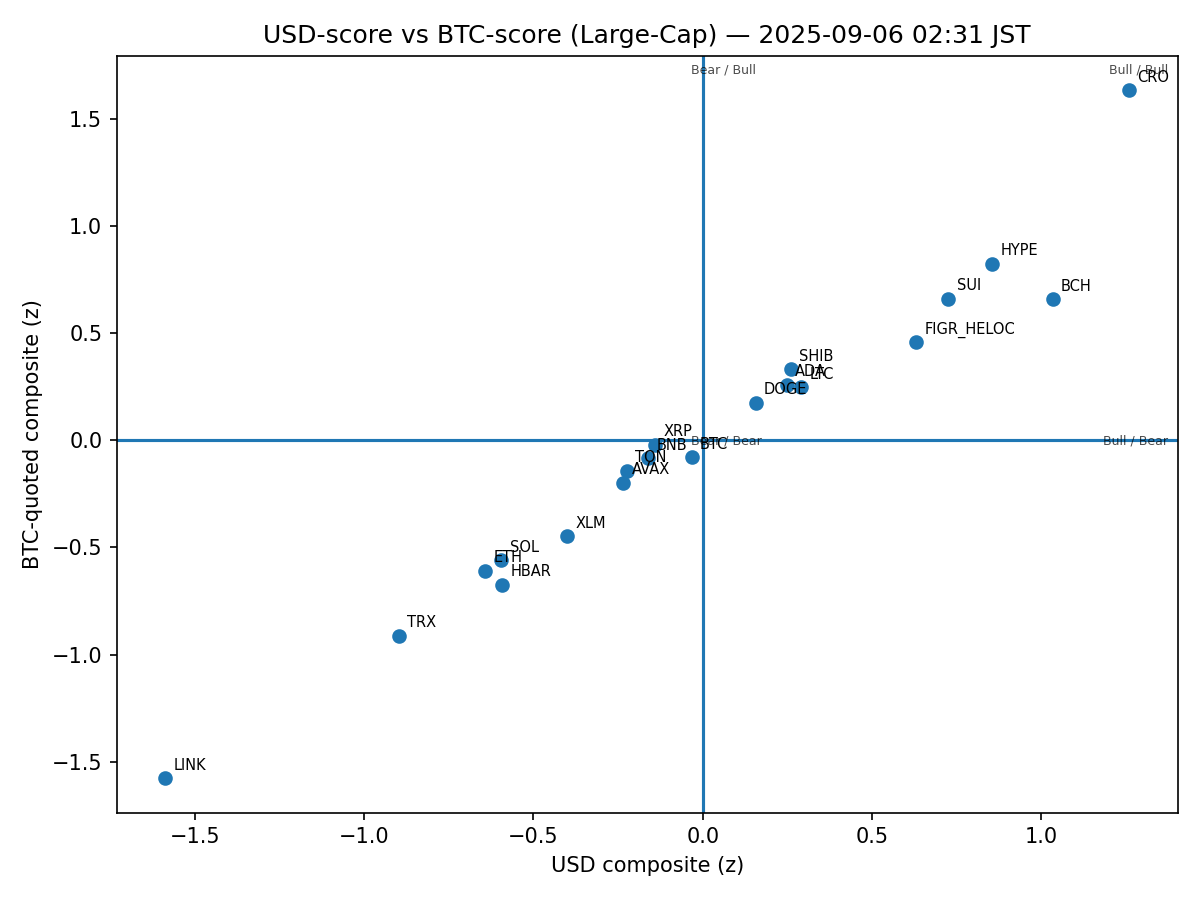 USD-score vs BTC-score (Large-Cap) — 2025-09-06 02:31 JST
Bear / Bull
Bull / Bull
CRO
1.5
1.0
HYPE
SUI
BCH
0.5
FIGR_HELOC
SHIB
ADA
LTC
DOGE
XRP
0.0
Bear / Bear
Bull / Bear
BTC
BNB
TON
AVAX
XLM
−0.5
SOL
ETH
HBAR
TRX
−1.0
−1.5
LINK
BTC-quoted composite (z)
−1.5
−1.0
−0.5
0.0
0.5
1.0
USD composite (z)